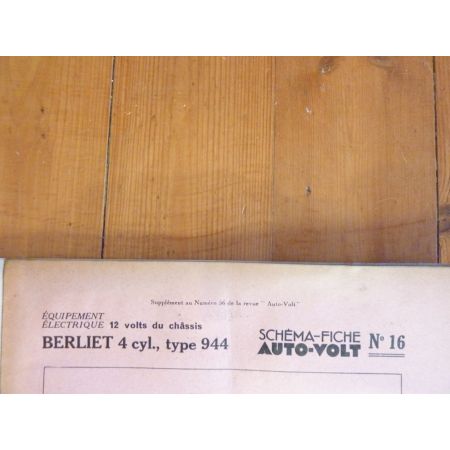 Supplément au Numéro 56 de la revue " Auto-Volt"
ÉQUIPEMENT
ÉLECTRIQUE 12 volts du châssis
BERLIET 4 cyl., type 944
SCHÉMA-FICHE
AUTO-VOLT
N° 16